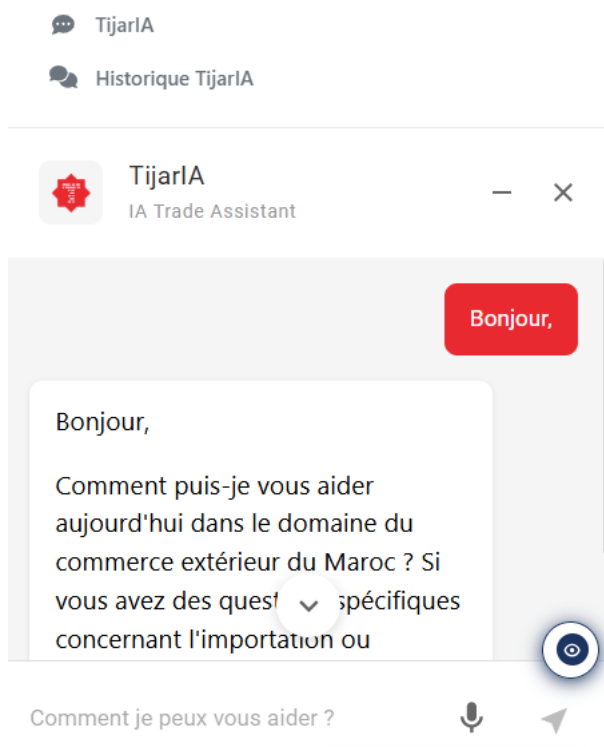 TijarIA
Historique TijarIA
TijarIA
IA Trade Assistant
Bonjour,
Bonjour,
Comment puis-je vous aider
aujourd'hui dans le domaine du
commerce extérieur du Maroc ? Si
vous avez des spécifiques
concernant l'importation ou
Comment je peux vous aider ?